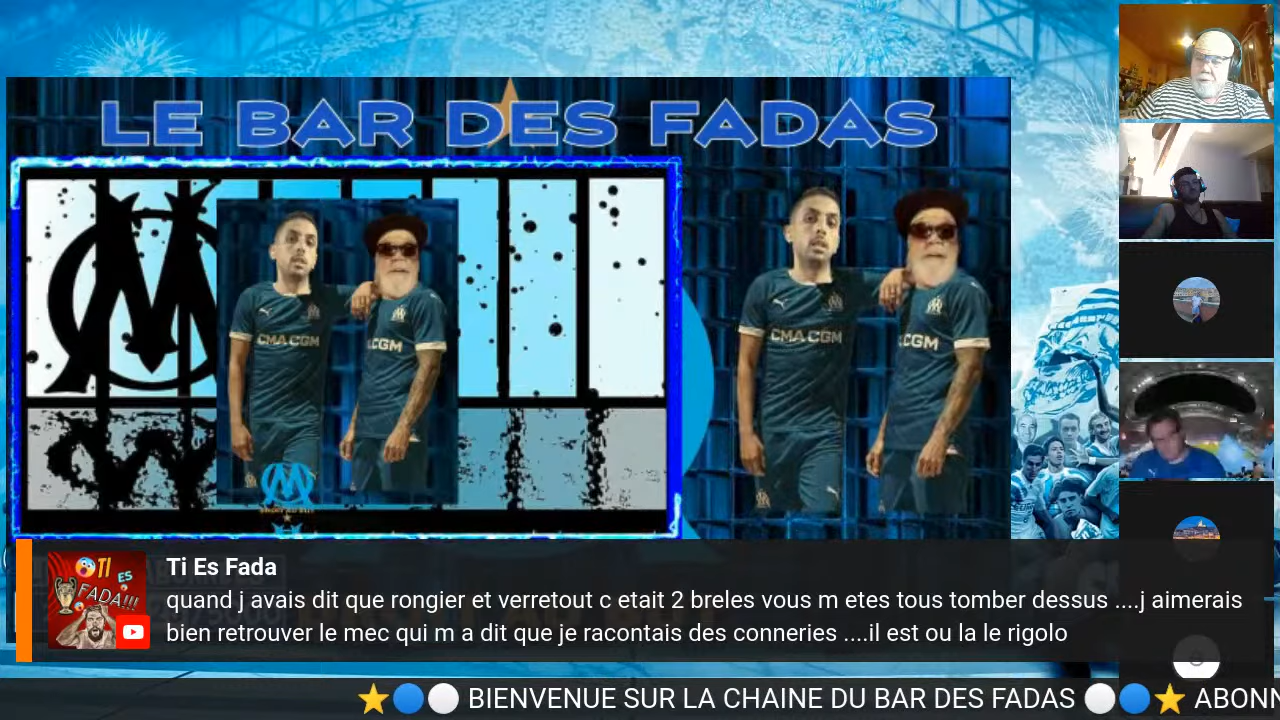 LE BAR DES FADAS
CMA CGM
CGM
CMA CGM
CGM
TI ES FADA!!!
Ti Es Fada
quand j avais dit que rongier et verretout c etait 2 breles vous m etes tous tomber dessus ....j aimerais
bien retrouver le mec qui m a dit que je racontais des conneries ....il est ou la le rigolo
⭐🔵⚪ BIENVENUE SUR LA CHAINE DU BAR DES FADAS ⚪🔵⭐ ABONN